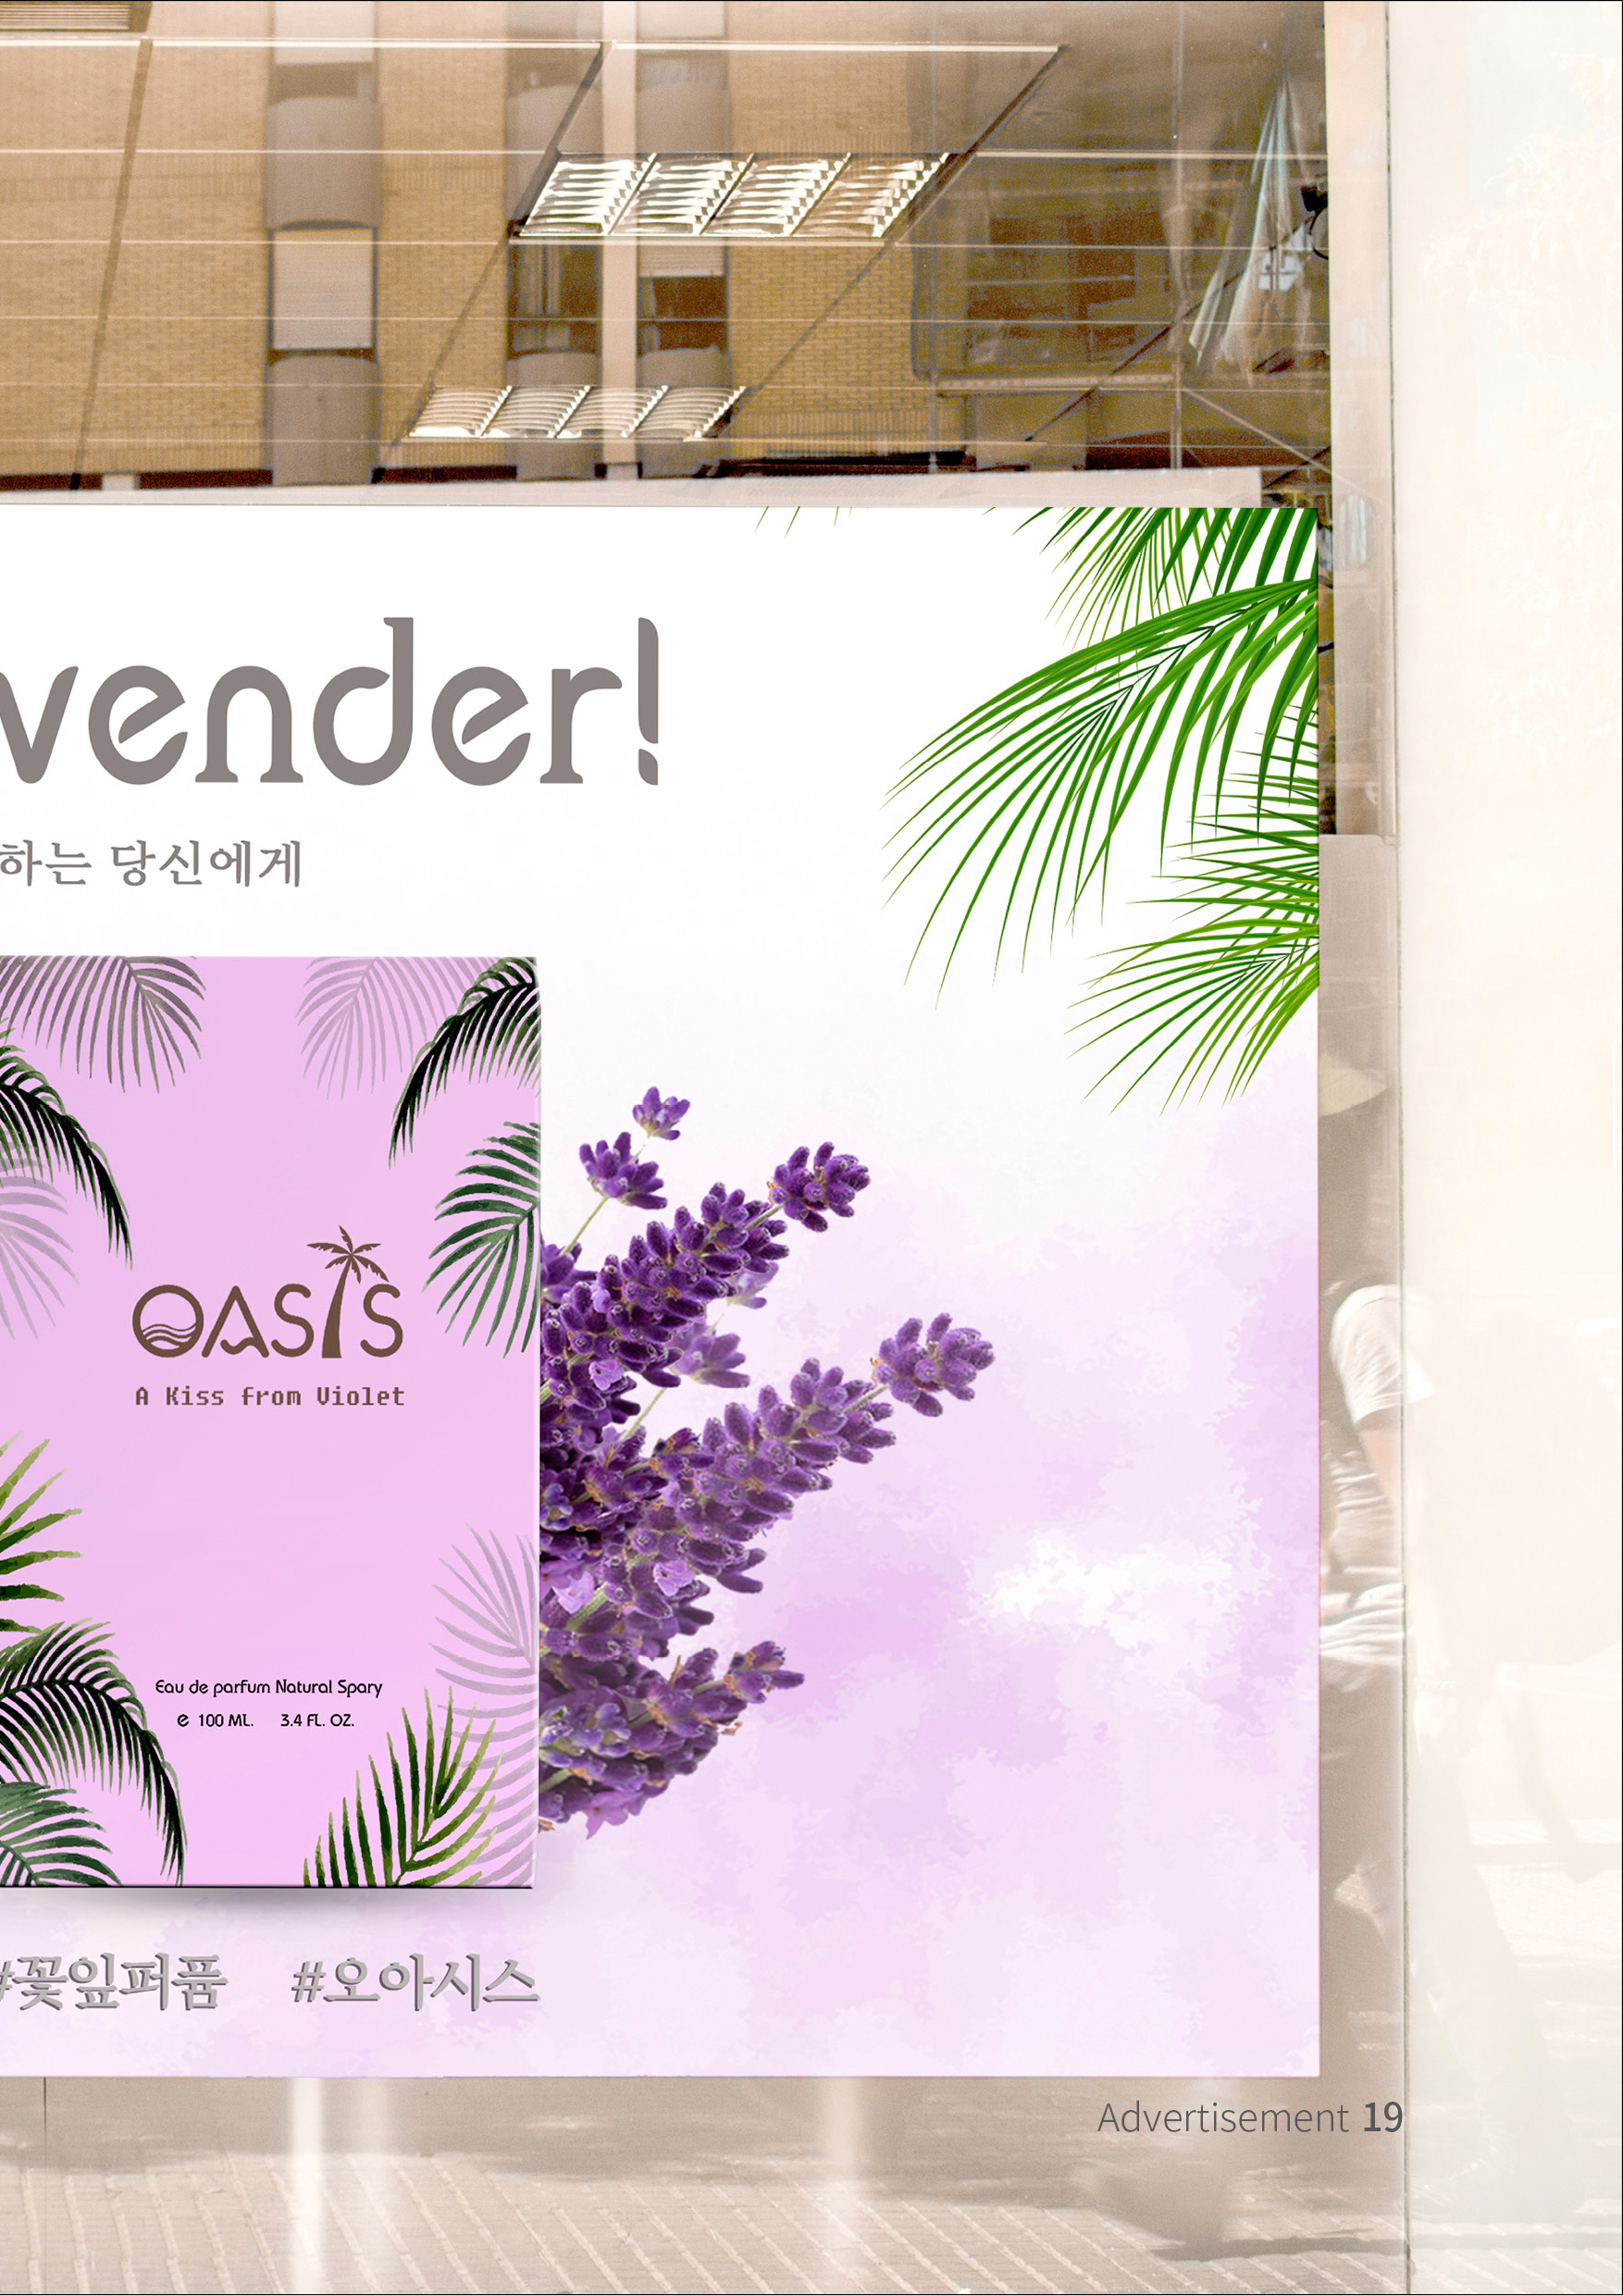 vender!
하는 당신에게
OASIS
A Kiss from Violet
Eau de parfum Natural Spary
e 100 ML. 3.4 FL. OZ.
#꽃잎퍼품 #오아시스
Advertisement 19